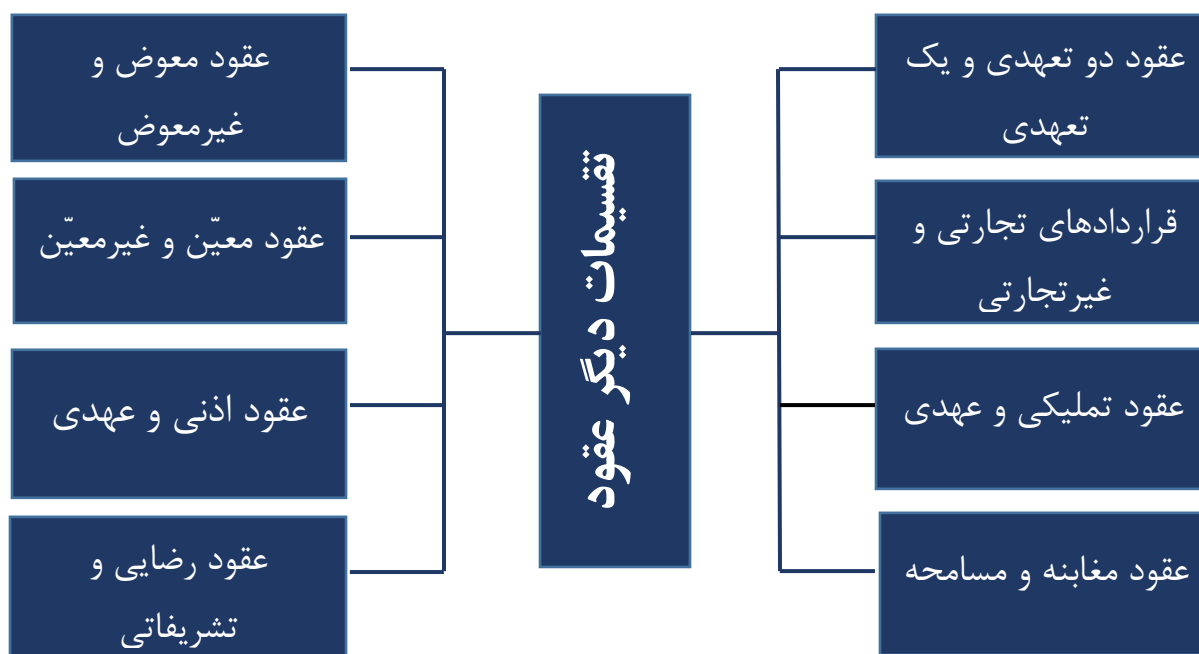 تقسیمات دیگر عقود
عقود دو تعهدی و یک
تعهدی
قراردادهای تجارتی و
غیرتجارتی
عقود تملیکی و عهدی
عقود مغابنه و مسامحه
عقود معوض و
غیرمعوض
عقود معیّن و غیرمعیّن
عقود اذنی و عهدی
عقود رضایی و
تشریفاتی